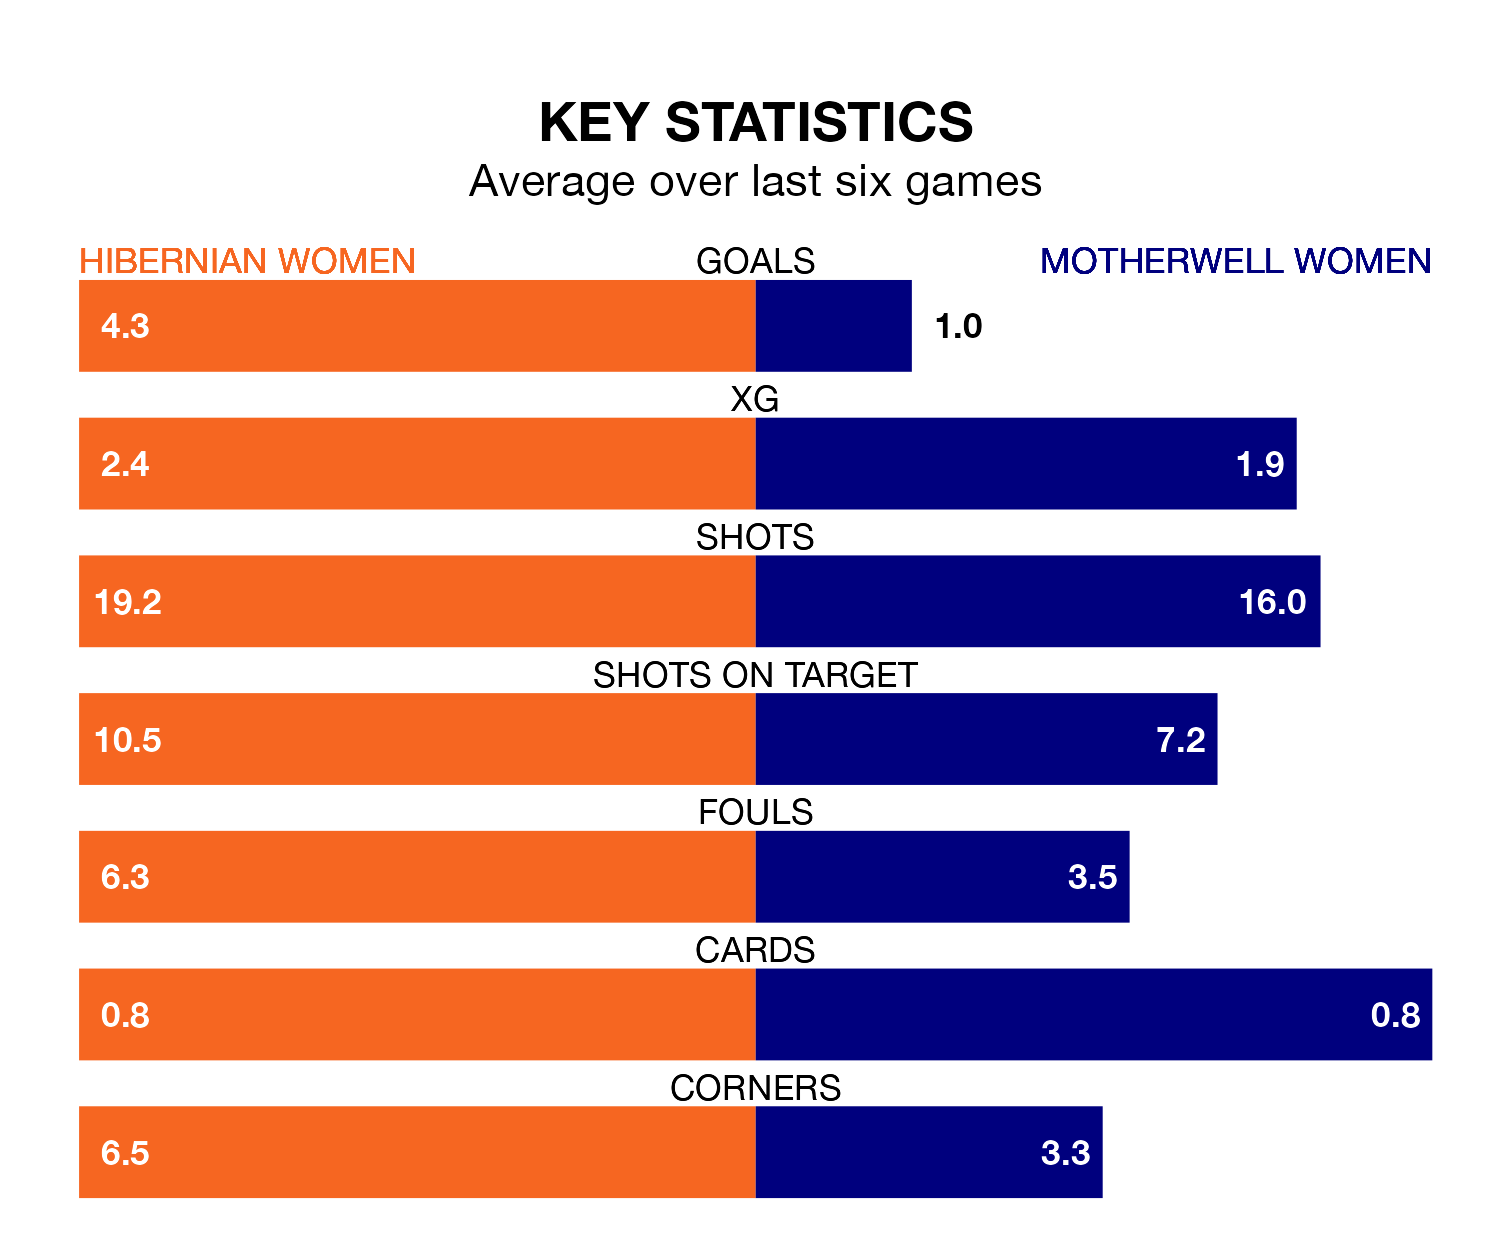 KEY STATISTICS
Average over last six games
HIBERNIAN WOMEN GOALS MOTHERWELL WOMEN
4.3 1.0
XG
2.4 1.9
SHOTS
19.2 16.0
SHOTS ON TARGET
10.5 7.2
FOULS
6.3 3.5
CARDS
0.8 0.8
CORNERS
6.5 3.3